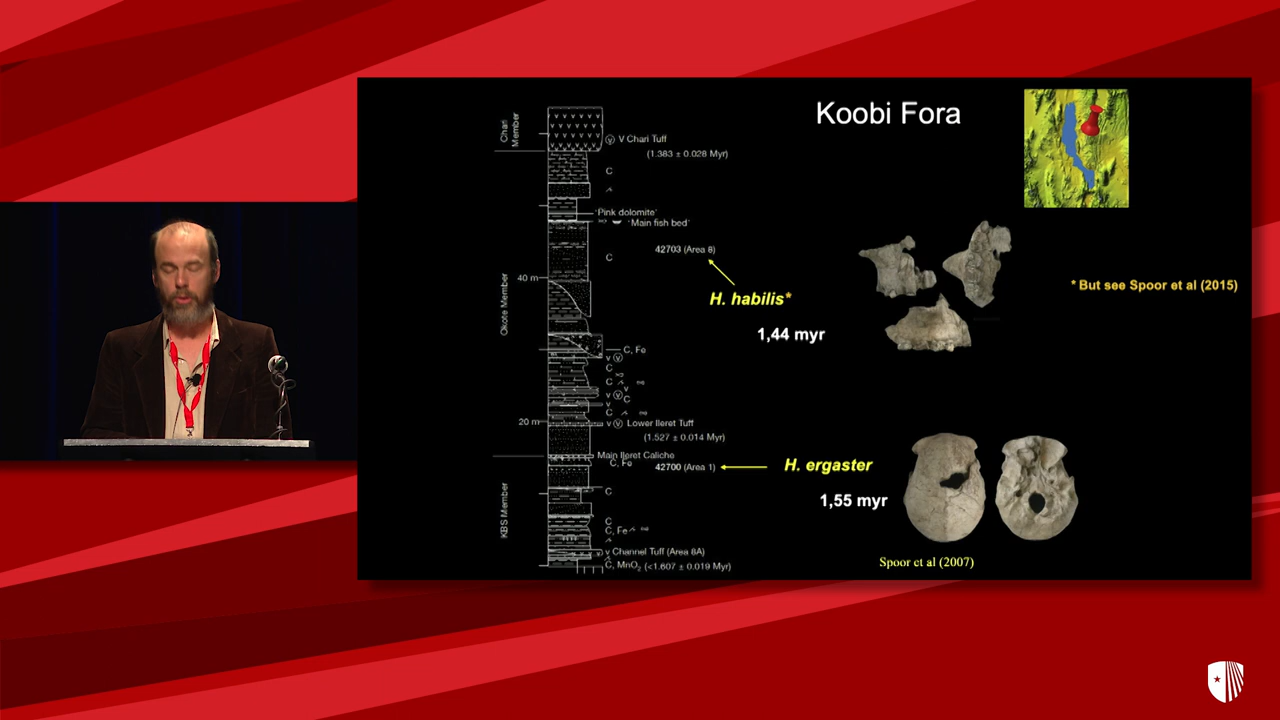 Koobi Fora
Chari
Member
V Chari Tuff
(1.383 ± 0.028 Myr)
C
'Pink dolomite'
'Main fish bed'
42703 (Area 8)
C
40 m
Okote Member
H. habilis*
* But see Spoor et al (2015)
1,44 myr
C, Fe
v V
C
C
v
v V C
v
C
20 m
v V Lower Ileret Tuff
(1.527 ± 0.014 Myr)
Main Ileret Caliche
C, Fe
42700 (Area 1)
H. ergaster
1,55 myr
KBS Member
C
C
C, Fe
v Channel Tuff (Area 8A)
C, MnO2 (<1.607 ± 0.019 Myr)
Spoor et al (2007)